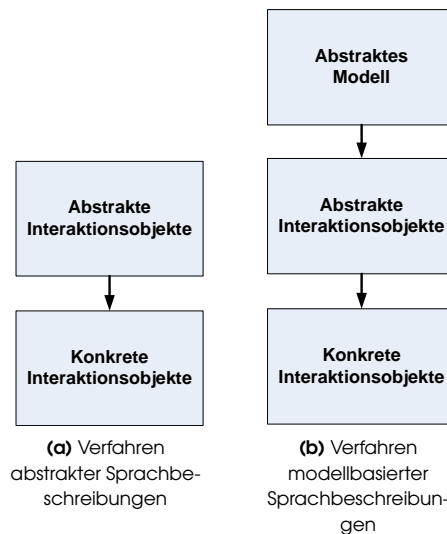 Abstrakte
Interaktionsobjekte
Konkrete
Interaktionsobjekte
(a) Verfahren
abstrakter Sprachbe-
schreibungen
Abstraktes
Modell
Abstrakte
Interaktionsobjekte
Konkrete
Interaktionsobjekte
(b) Verfahren
modellbasierter
Sprachbeschreibun-
gen